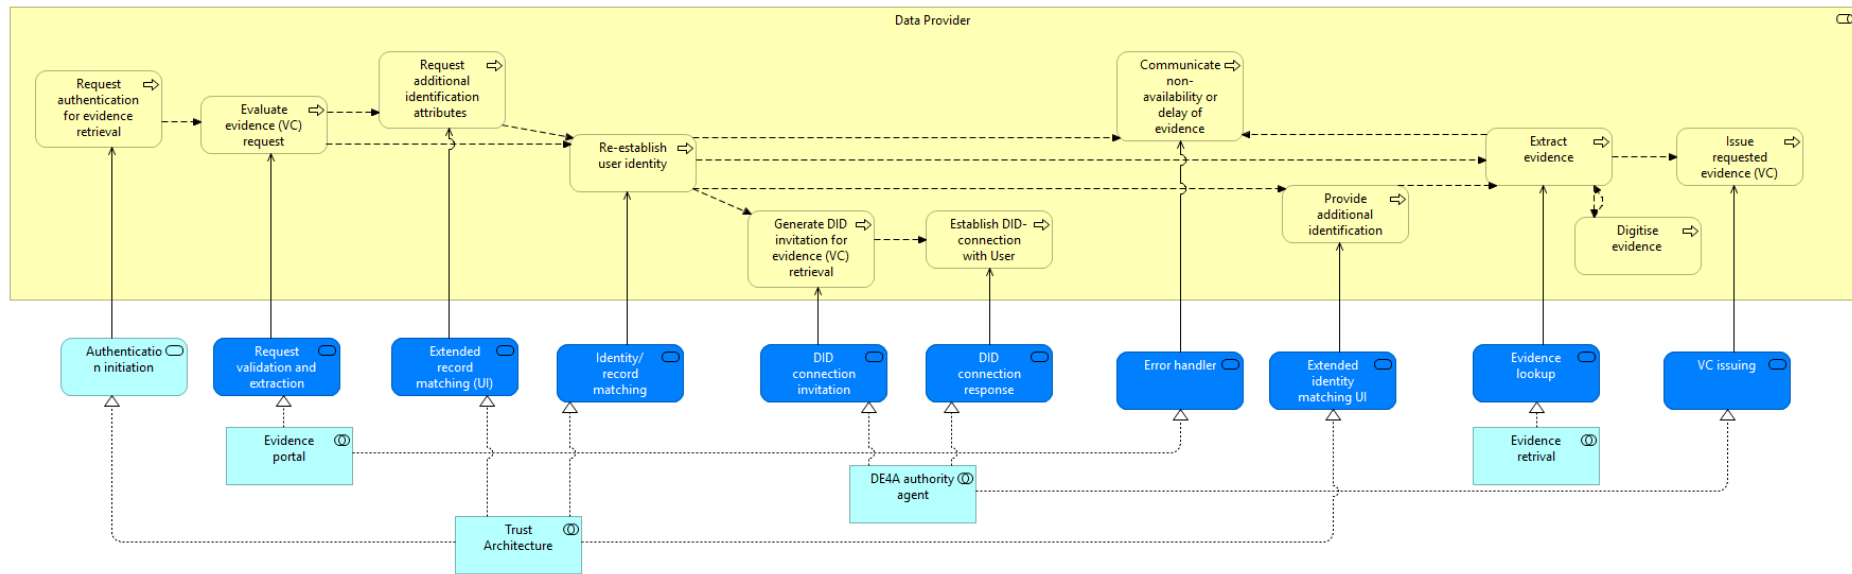 Data Provider
Request
authentication
for evidence
retrieval
Evaluate
evidence (VC)
request
Request
additional
identification
attributes
Re-establish
user identity
Generate DID
invitation for
evidence (VC)
retrieval
Establish DID-
connection
with User
Communicate
non-
availability or
delay of
evidence
Provide
additional
identification
Extract
evidence
Digitise
evidence
Issue
requested
evidence (VC)
Authenticatio
n initiation
Request
validation and
extraction
Extended
record
matching (UI)
Identity/
record
matching
DID
connection
invitation
DID
connection
response
Error handler
Extended
identity
matching UI
Evidence
lookup
VC issuing
Evidence
portal
DE4A authority
agent
Evidence
retrival
Trust
Architecture